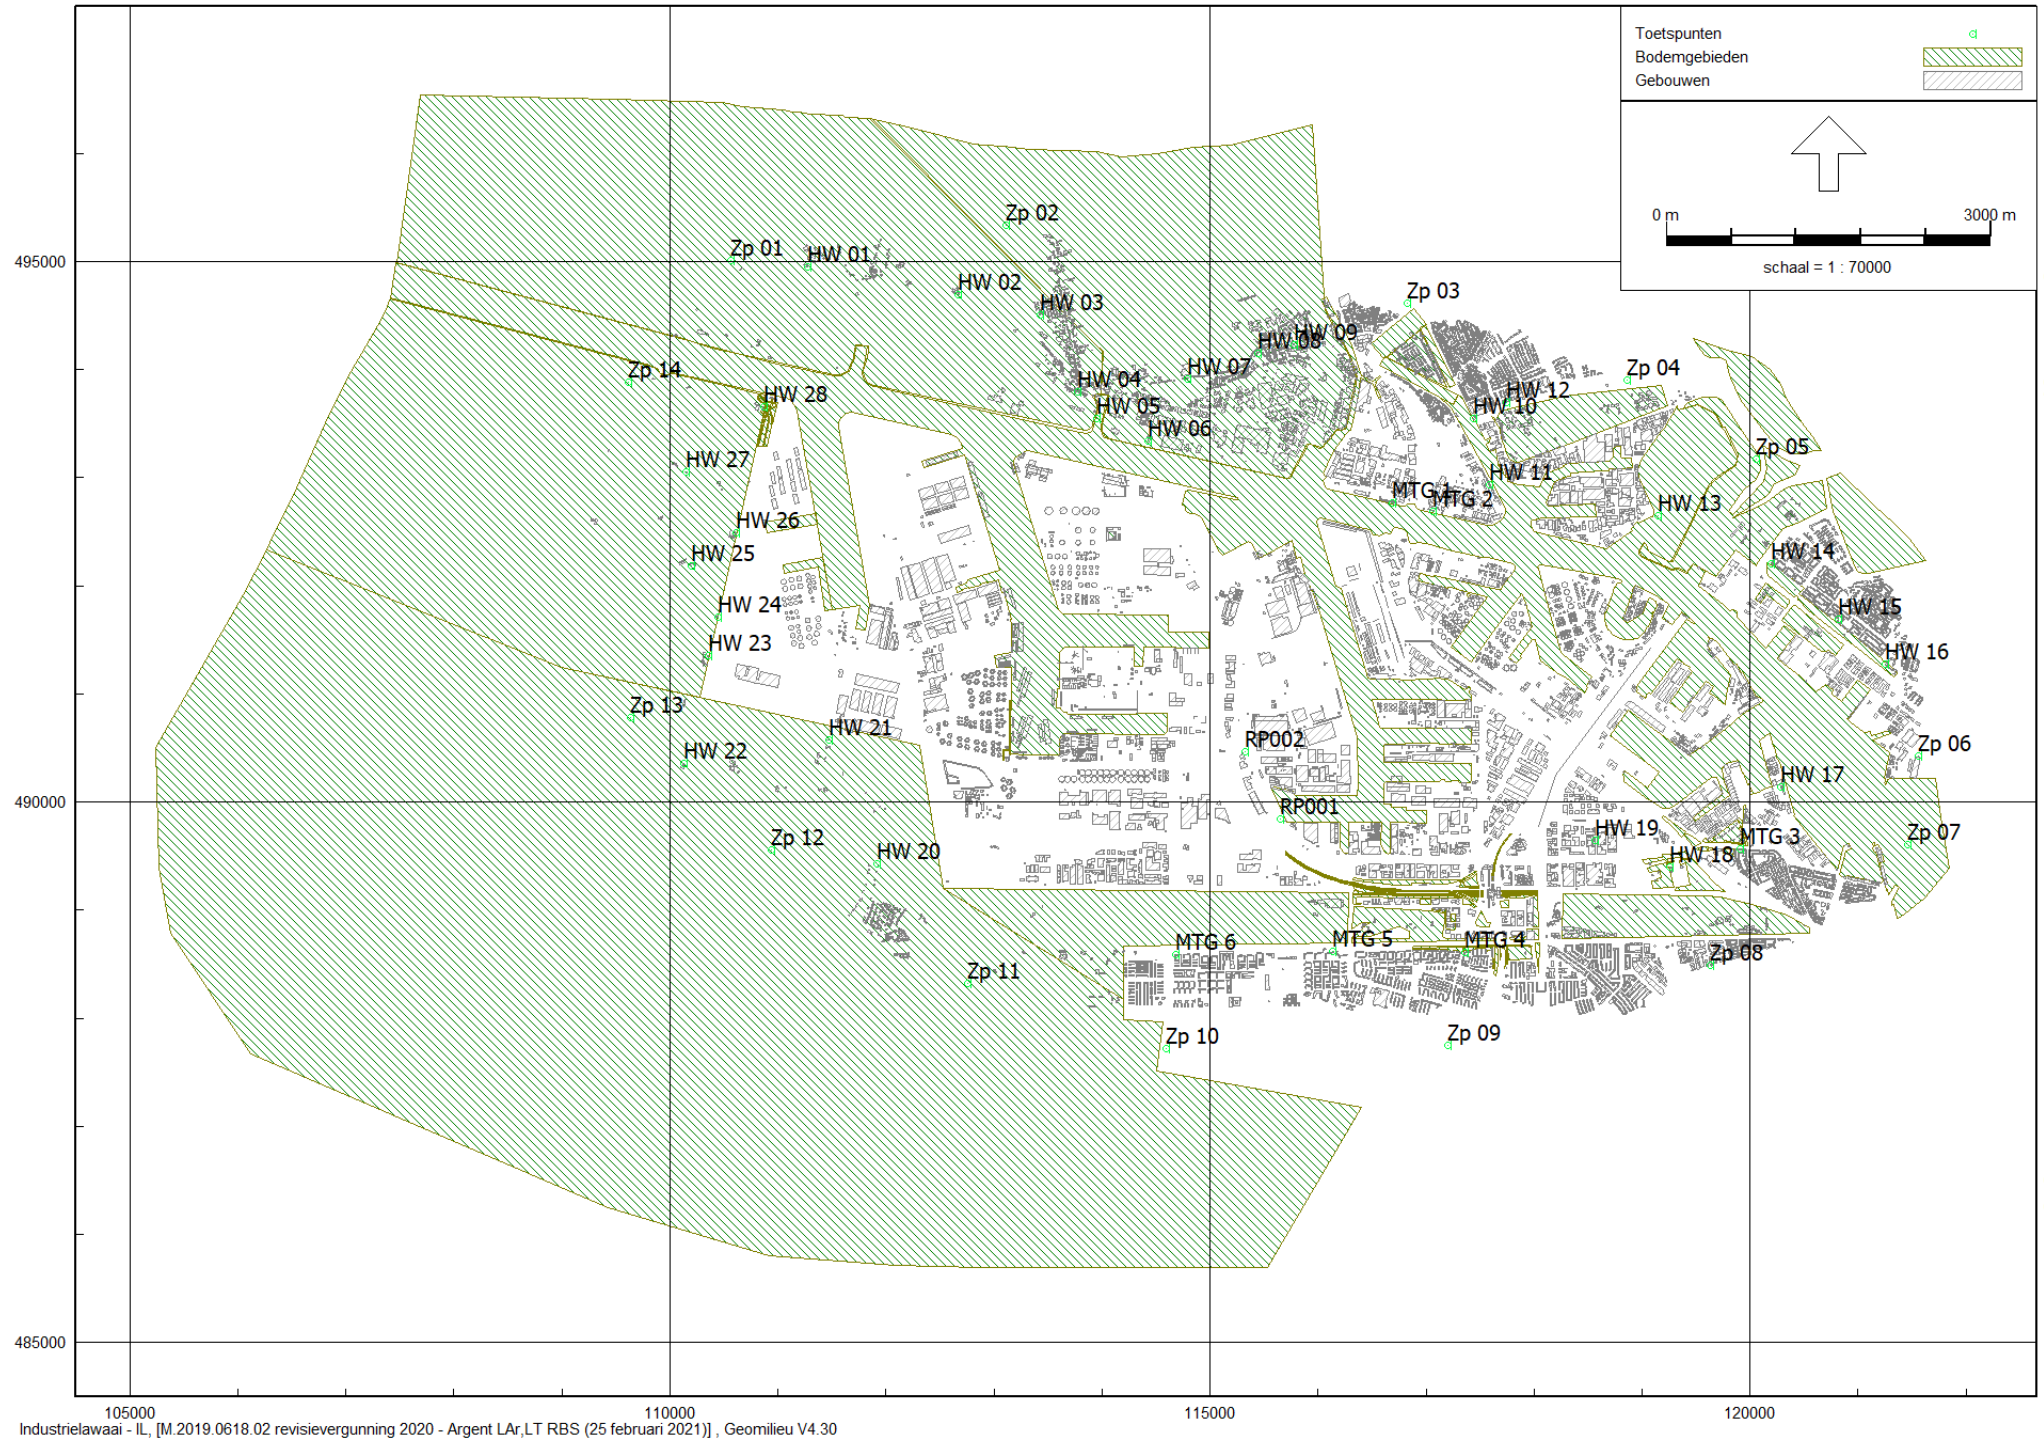 Toetspunten
Bodemgebieden
Gebouwen
0 m 3000 m
schaal = 1 : 70000
Zp 02
495000
Zp 01
HW 01
HW 02
Zp 03
HW 03
HW 09
HW 08
Zp 14
HW 07
Zp 04
HW 04
HW 28
HW 12
HW 10
HW 05
HW 06
Zp 05
HW 27
HW 11
MTG 1
MTG 2
HW 13
HW 26
HW 25
HW 14
HW 24
HW 15
HW 23
HW 16
Zp 13
HW 21
RP002
Zp 06
HW 22
HW 17
490000
RP001
Zp 12
HW 19
MTG 3
Zp 07
HW 20
HW 18
MTG 6
MTG 5
MTG 4
Zp 08
Zp 11
Zp 10
Zp 09
485000
105000 110000 115000 120000
Industrielawaai - IL, [M.2019.0618.02 revisievergunning 2020 - Argent LAr,LT RBS (25 februari 2021)] , Geomilieu V4.30